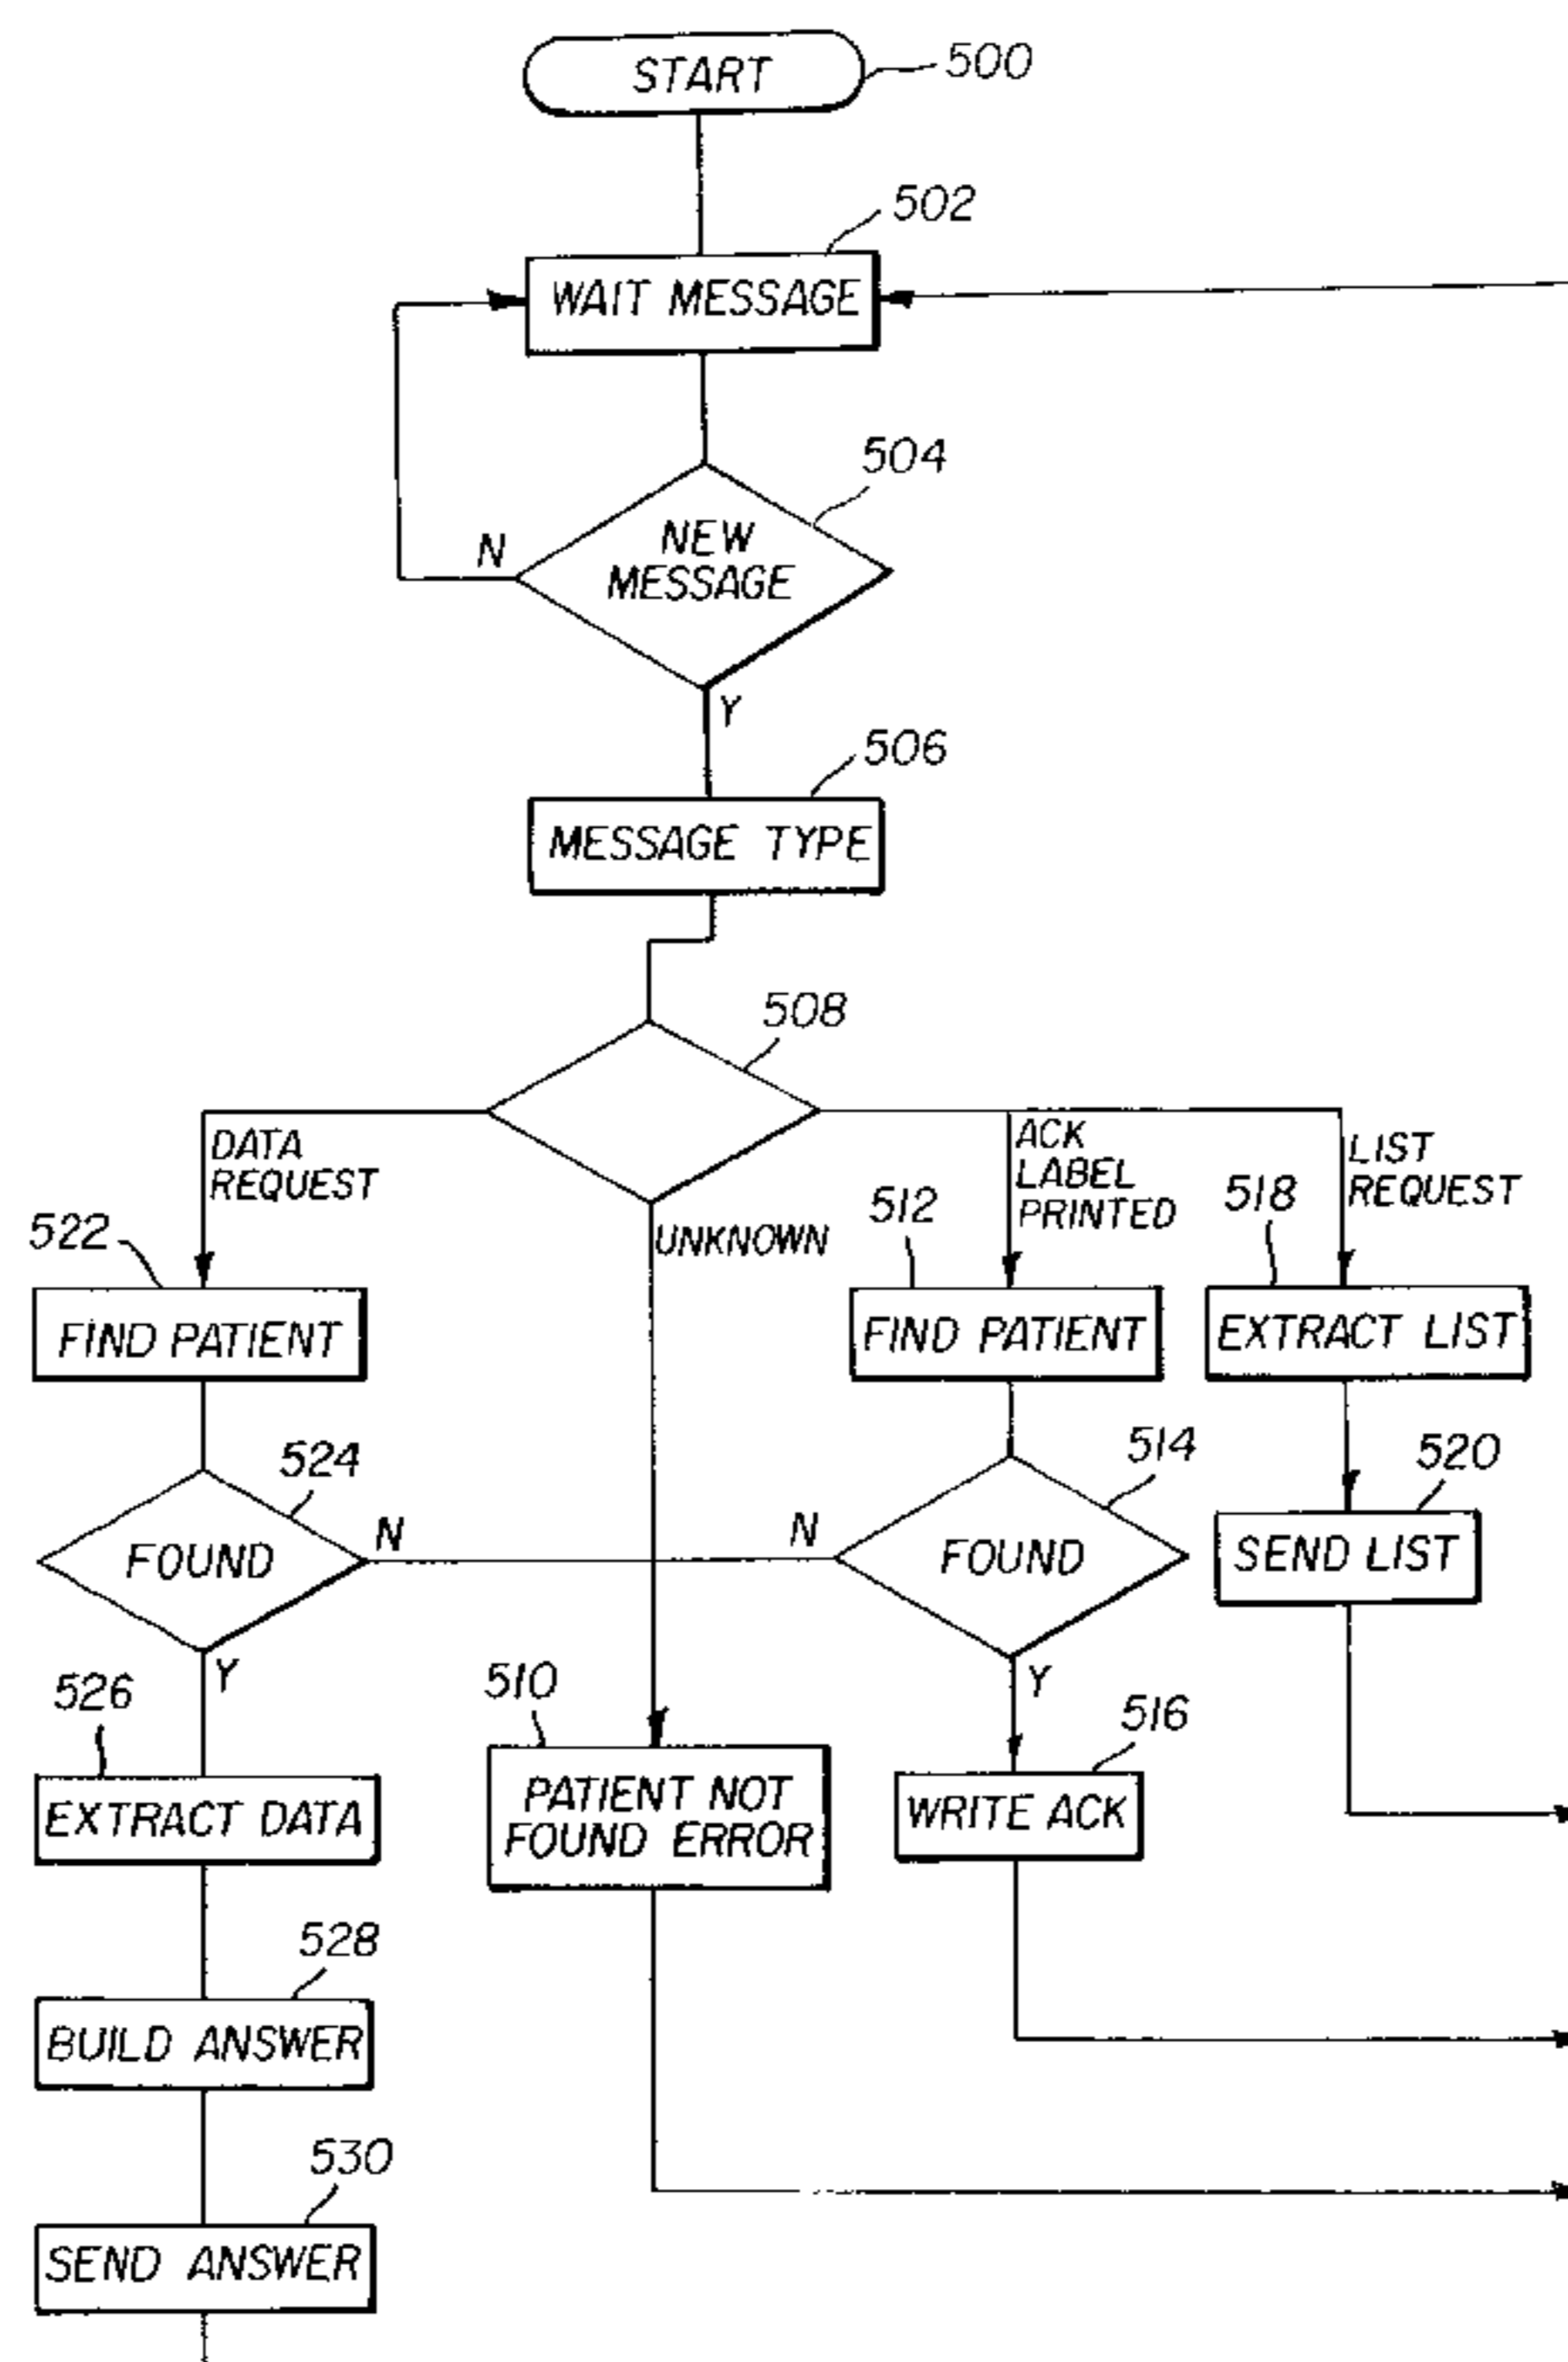 START
500
502
WAIT MESSAGE
504
NEW
MESSAGE
N
Y
506
MESSAGE TYPE
508
DATA
REQUEST
UNKNOWN
ACK
LABEL
PRINTED
LIST
REQUEST
522
512
518
FIND PATIENT
FIND PATIENT
EXTRACT LIST
524
514
520
FOUND
N
N
FOUND
SEND LIST
Y
Y
526
510
516
EXTRACT DATA
PATIENT NOT
FOUND ERROR
WRITE ACK
528
BUILD ANSWER
530
SEND ANSWER